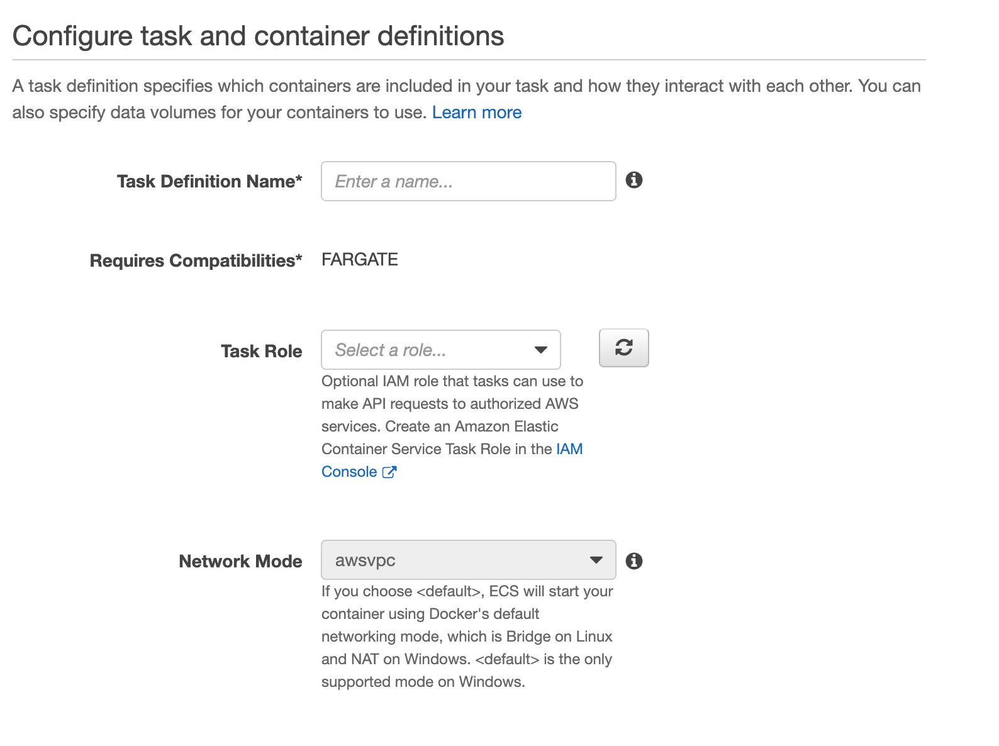 Configure task and container definitions
A task definition specifies which containers are included in your task and how they interact with each other. You can
also specify data volumes for your containers to use. Learn more
Task Definition Name* Enter a name...
Requires Compatibilities* FARGATE
Task Role Select a role...
Optional IAM role that tasks can use to
make API requests to authorized AWS
services. Create an Amazon Elastic
Container Service Task Role in the IAM
Console
Network Mode awsvpc
If you choose <default>, ECS will start your
container using Docker's default
networking mode, which is Bridge on Linux
and NAT on Windows. <default> is the only
supported mode on Windows.